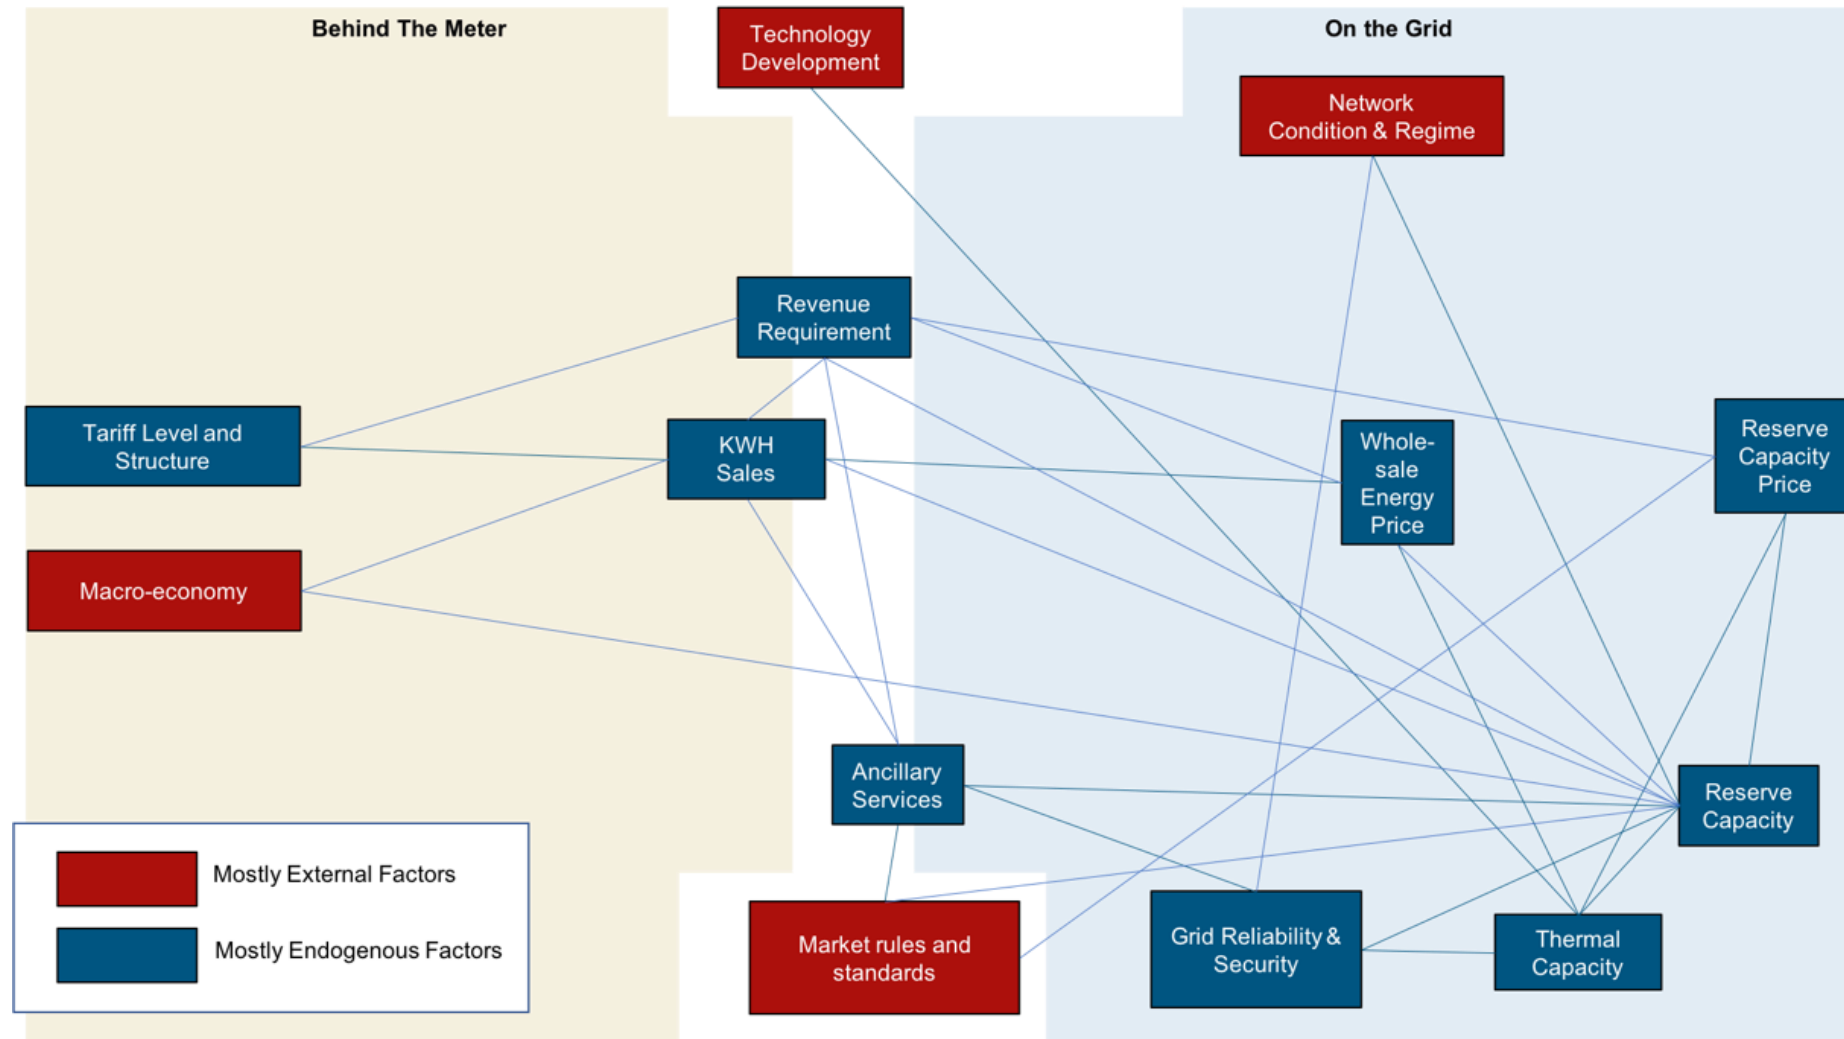 Behind The Meter
Technology
Development
On the Grid
Network
Condition & Regime
Revenue
Requirement
Tariff Level and
Structure
KWH
Sales
Whole-
sale
Energy
Price
Reserve
Capacity
Price
Macro-economy
Ancillary
Services
Reserve
Capacity
Mostly External Factors
Mostly Endogenous Factors
Market rules and
standards
Grid Reliability &
Security
Thermal
Capacity